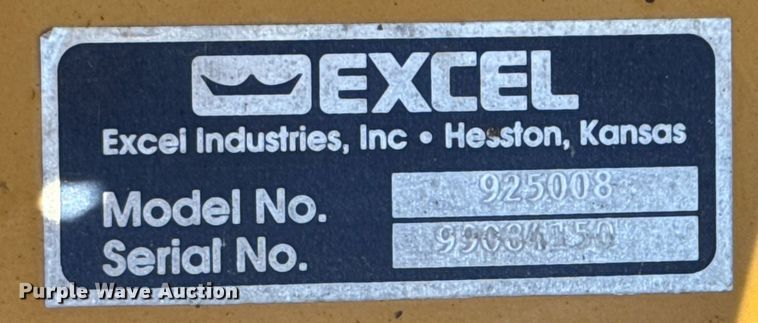 EXCEL
Excel Industries, Inc • Hesston, Kansas
Model No. 925008
Serial No.
Purple Wave Auction